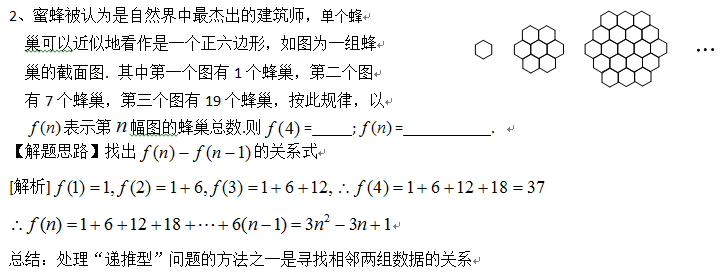 2、蜜蜂被认为是自然界中最杰出的建筑师，单个蜂
巢可以近似地看作是一个正六边形，如图为一组蜂
巢的截面图. 其中第一个图有 1 个蜂巢，第二个图
有 7 个蜂巢，第三个图有 19 个蜂巢，按此规律，以
f(n)表示第n幅图的蜂巢总数.则 f(4)=_____; f(n)=___________.
…
【解题思路】找出 f(n)−f(n−1)的关系式
[解析] f(1)=1, f(2)=1+6, f(3)=1+6+12, ∴ f(4)=1+6+12+18=37
∴ f(n)=1+6+12+18+⋯+6(n−1)=3n²−3n+1
总结：处理“递推型”问题的方法之一是寻找相邻两组数据的关系